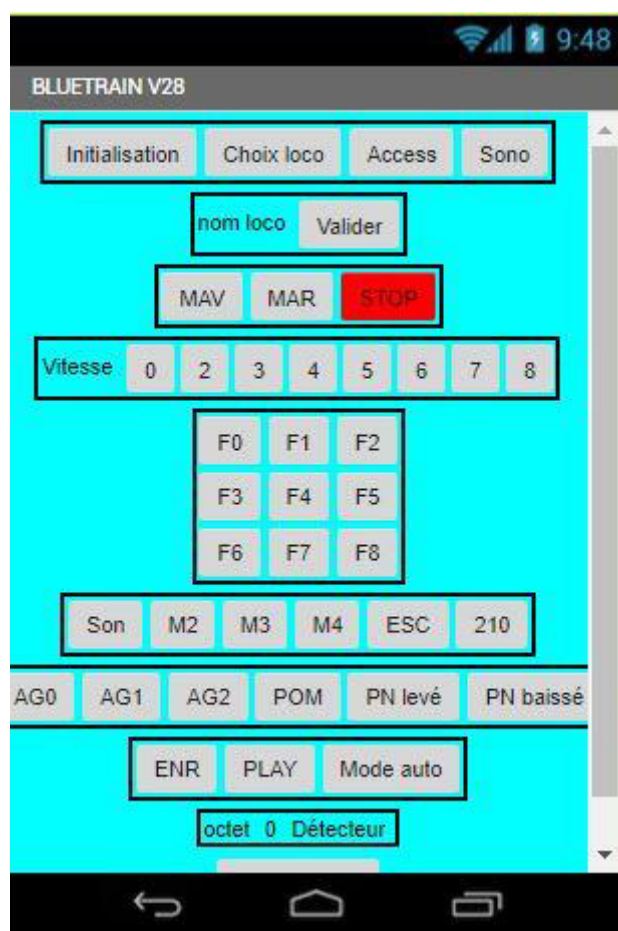 9:48
BLUETRAIN V28
Initialisation Choix loco Access Sono
nom loco Valider
MAV MAR STOP
Vitesse 0 2 3 4 5 6 7 8
F0 F1 F2
F3 F4 F5
F6 F7 F8
Son M2 M3 M4 ESC 210
AG0 AG1 AG2 POM PN levé PN baissé
ENR PLAY Mode auto
octet 0 Détecteur